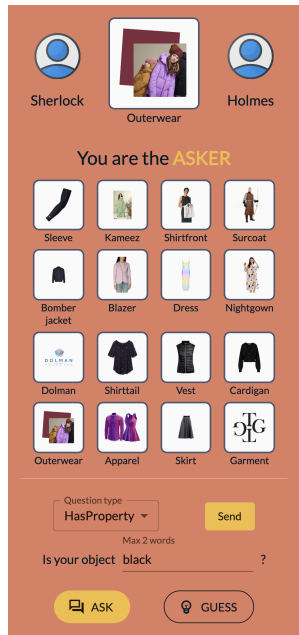 Sherlock
Holmes
Outerwear
You are the ASKER
Sleeve Kameez Shirtfront Surcoat
Bomber jacket Blazer Dress Nightgown
DOLMAN
Dolman Shirttail Vest Cardigan
GTG
Outerwear Apparel Skirt Garment
Question type
HasProperty
Send
Max 2 words
Is your object black ?
ASK
GUESS